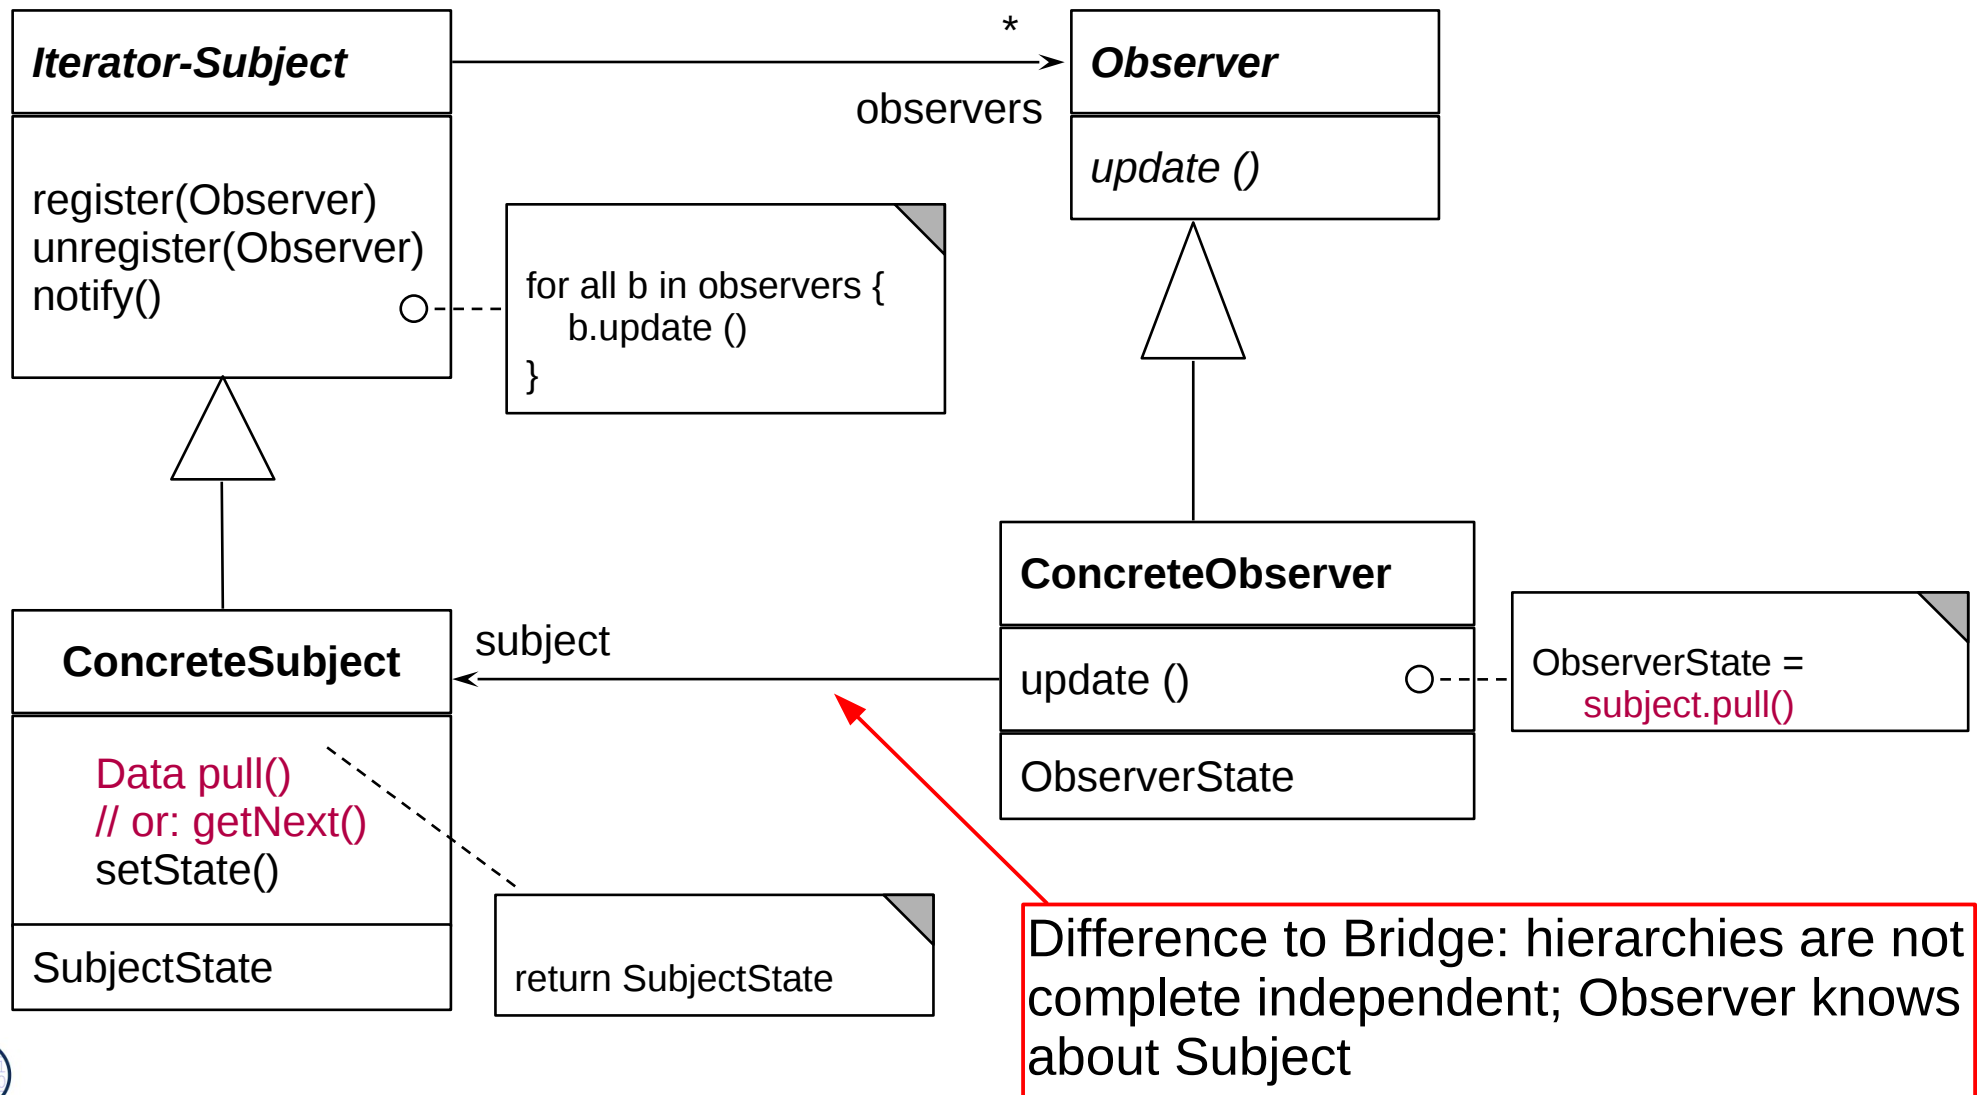 Iterator-Subject
*
observers
Observer
update ()
register(Observer)
unregister(Observer)
notify()
for all b in observers {
b.update ()
}
ConcreteSubject
subject
ConcreteObserver
update ()
ObserverState
ObserverState =
subject.pull()
Data pull()
// or: getNext()
setState()
SubjectState
return SubjectState
Difference to Bridge: hierarchies are not
complete independent; Observer knows
about Subject